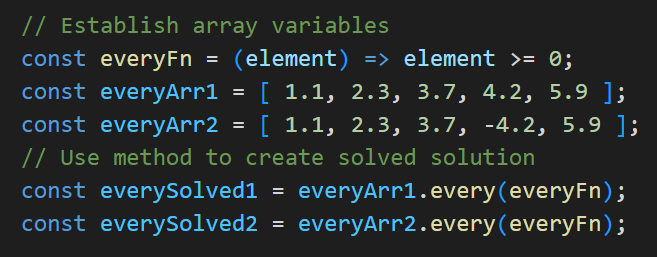 // Establish array variables
const everyFn = (element) => element >= 0;
const everyArr1 = [ 1.1, 2.3, 3.7, 4.2, 5.9 ];
const everyArr2 = [ 1.1, 2.3, 3.7, -4.2, 5.9 ];
// Use method to create solved solution
const everySolved1 = everyArr1.every(everyFn);
const everySolved2 = everyArr2.every(everyFn);